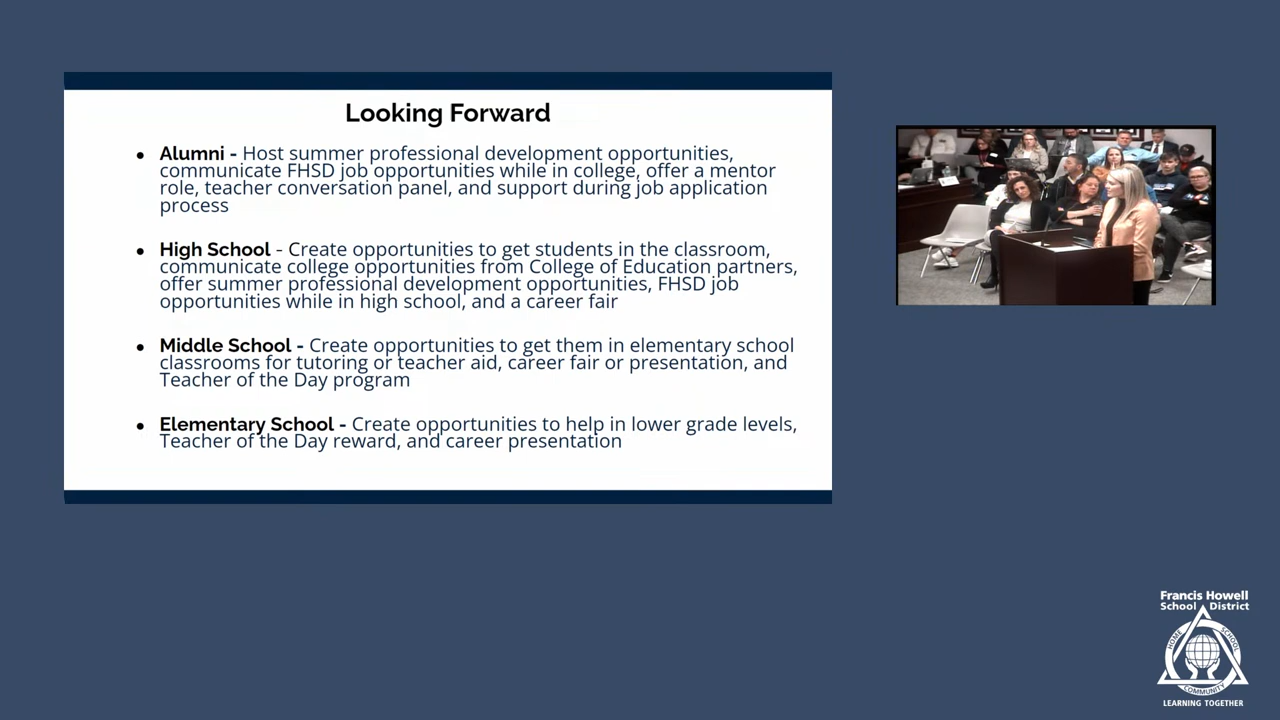 Looking Forward
● Alumni - Host summer professional development opportunities,
communicate FHSD job opportunities while in college, offer a mentor
role, teacher conversation panel, and support during job application
process
● High School - Create opportunities to get students in the classroom,
communicate college opportunities from College of Education partners,
offer summer professional development opportunities, FHSD job
opportunities while in high school, and a career fair
● Middle School - Create opportunities to get them in elementary school
classrooms for tutoring or teacher aid, career fair or presentation, and
Teacher of the Day program
● Elementary School - Create opportunities to help in lower grade levels,
Teacher of the Day reward, and career presentation
Francis Howell
School District
HOME
SCHOOL
COMMUNITY
LEARNING TOGETHER